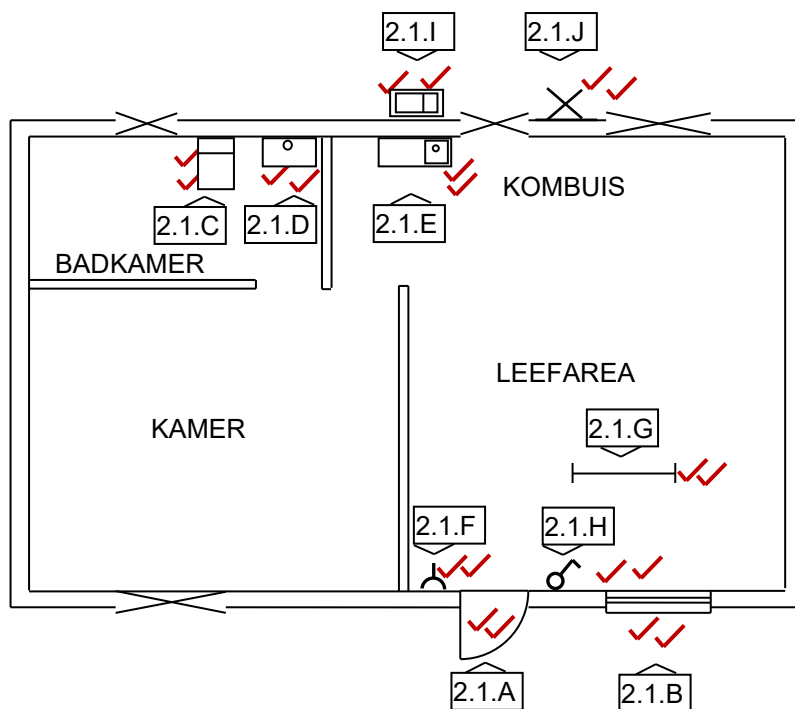 2.1.I
2.1.J
KOMBUIS
2.1.C
2.1.D
2.1.E
BADKAMER
LEEFAREA
KAMER
2.1.G
2.1.F
2.1.H
2.1.A
2.1.B